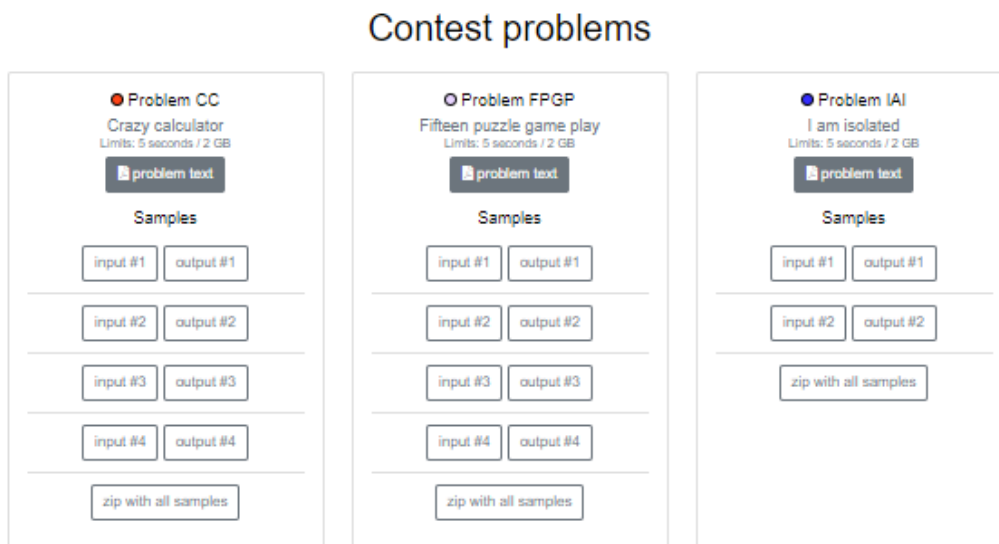 Contest problems
Problem CC
Crazy calculator
Limits: 5 seconds / 2 GB
problem text
Samples
input #1 output #1
input #2 output #2
input #3 output #3
input #4 output #4
zip with all samples
Problem FPGP
Fifteen puzzle game play
Limits: 5 seconds / 2 GB
problem text
Samples
input #1 output #1
input #2 output #2
input #3 output #3
input #4 output #4
zip with all samples
Problem IAI
I am isolated
Limits: 5 seconds / 2 GB
problem text
Samples
input #1 output #1
input #2 output #2
zip with all samples